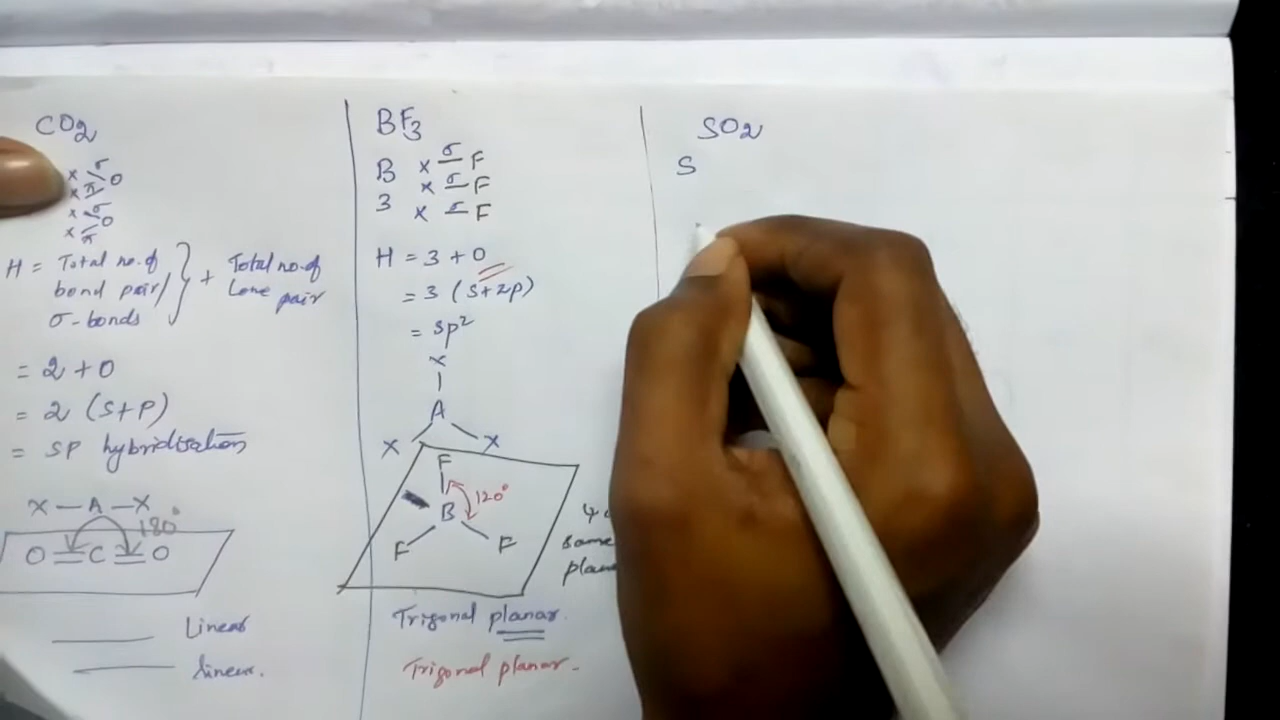 CO2
x σ
x π O
x σ
x π O
H = Total no. of bond pair/ σ-bonds } + Total no. of Lone pair
= 2 + 0
= 2 (S+P)
= SP hybridisation
X — A — X
180°
O = C = O
Linear
linear.
BF3
B x σ F
3 x σ F
x σ F
H = 3 + 0
= 3 (S+2P)
= SP2
X
A
X X
F
120°
B
F F
same
Trigonal planar.
Trigonal planar.
SO2
S